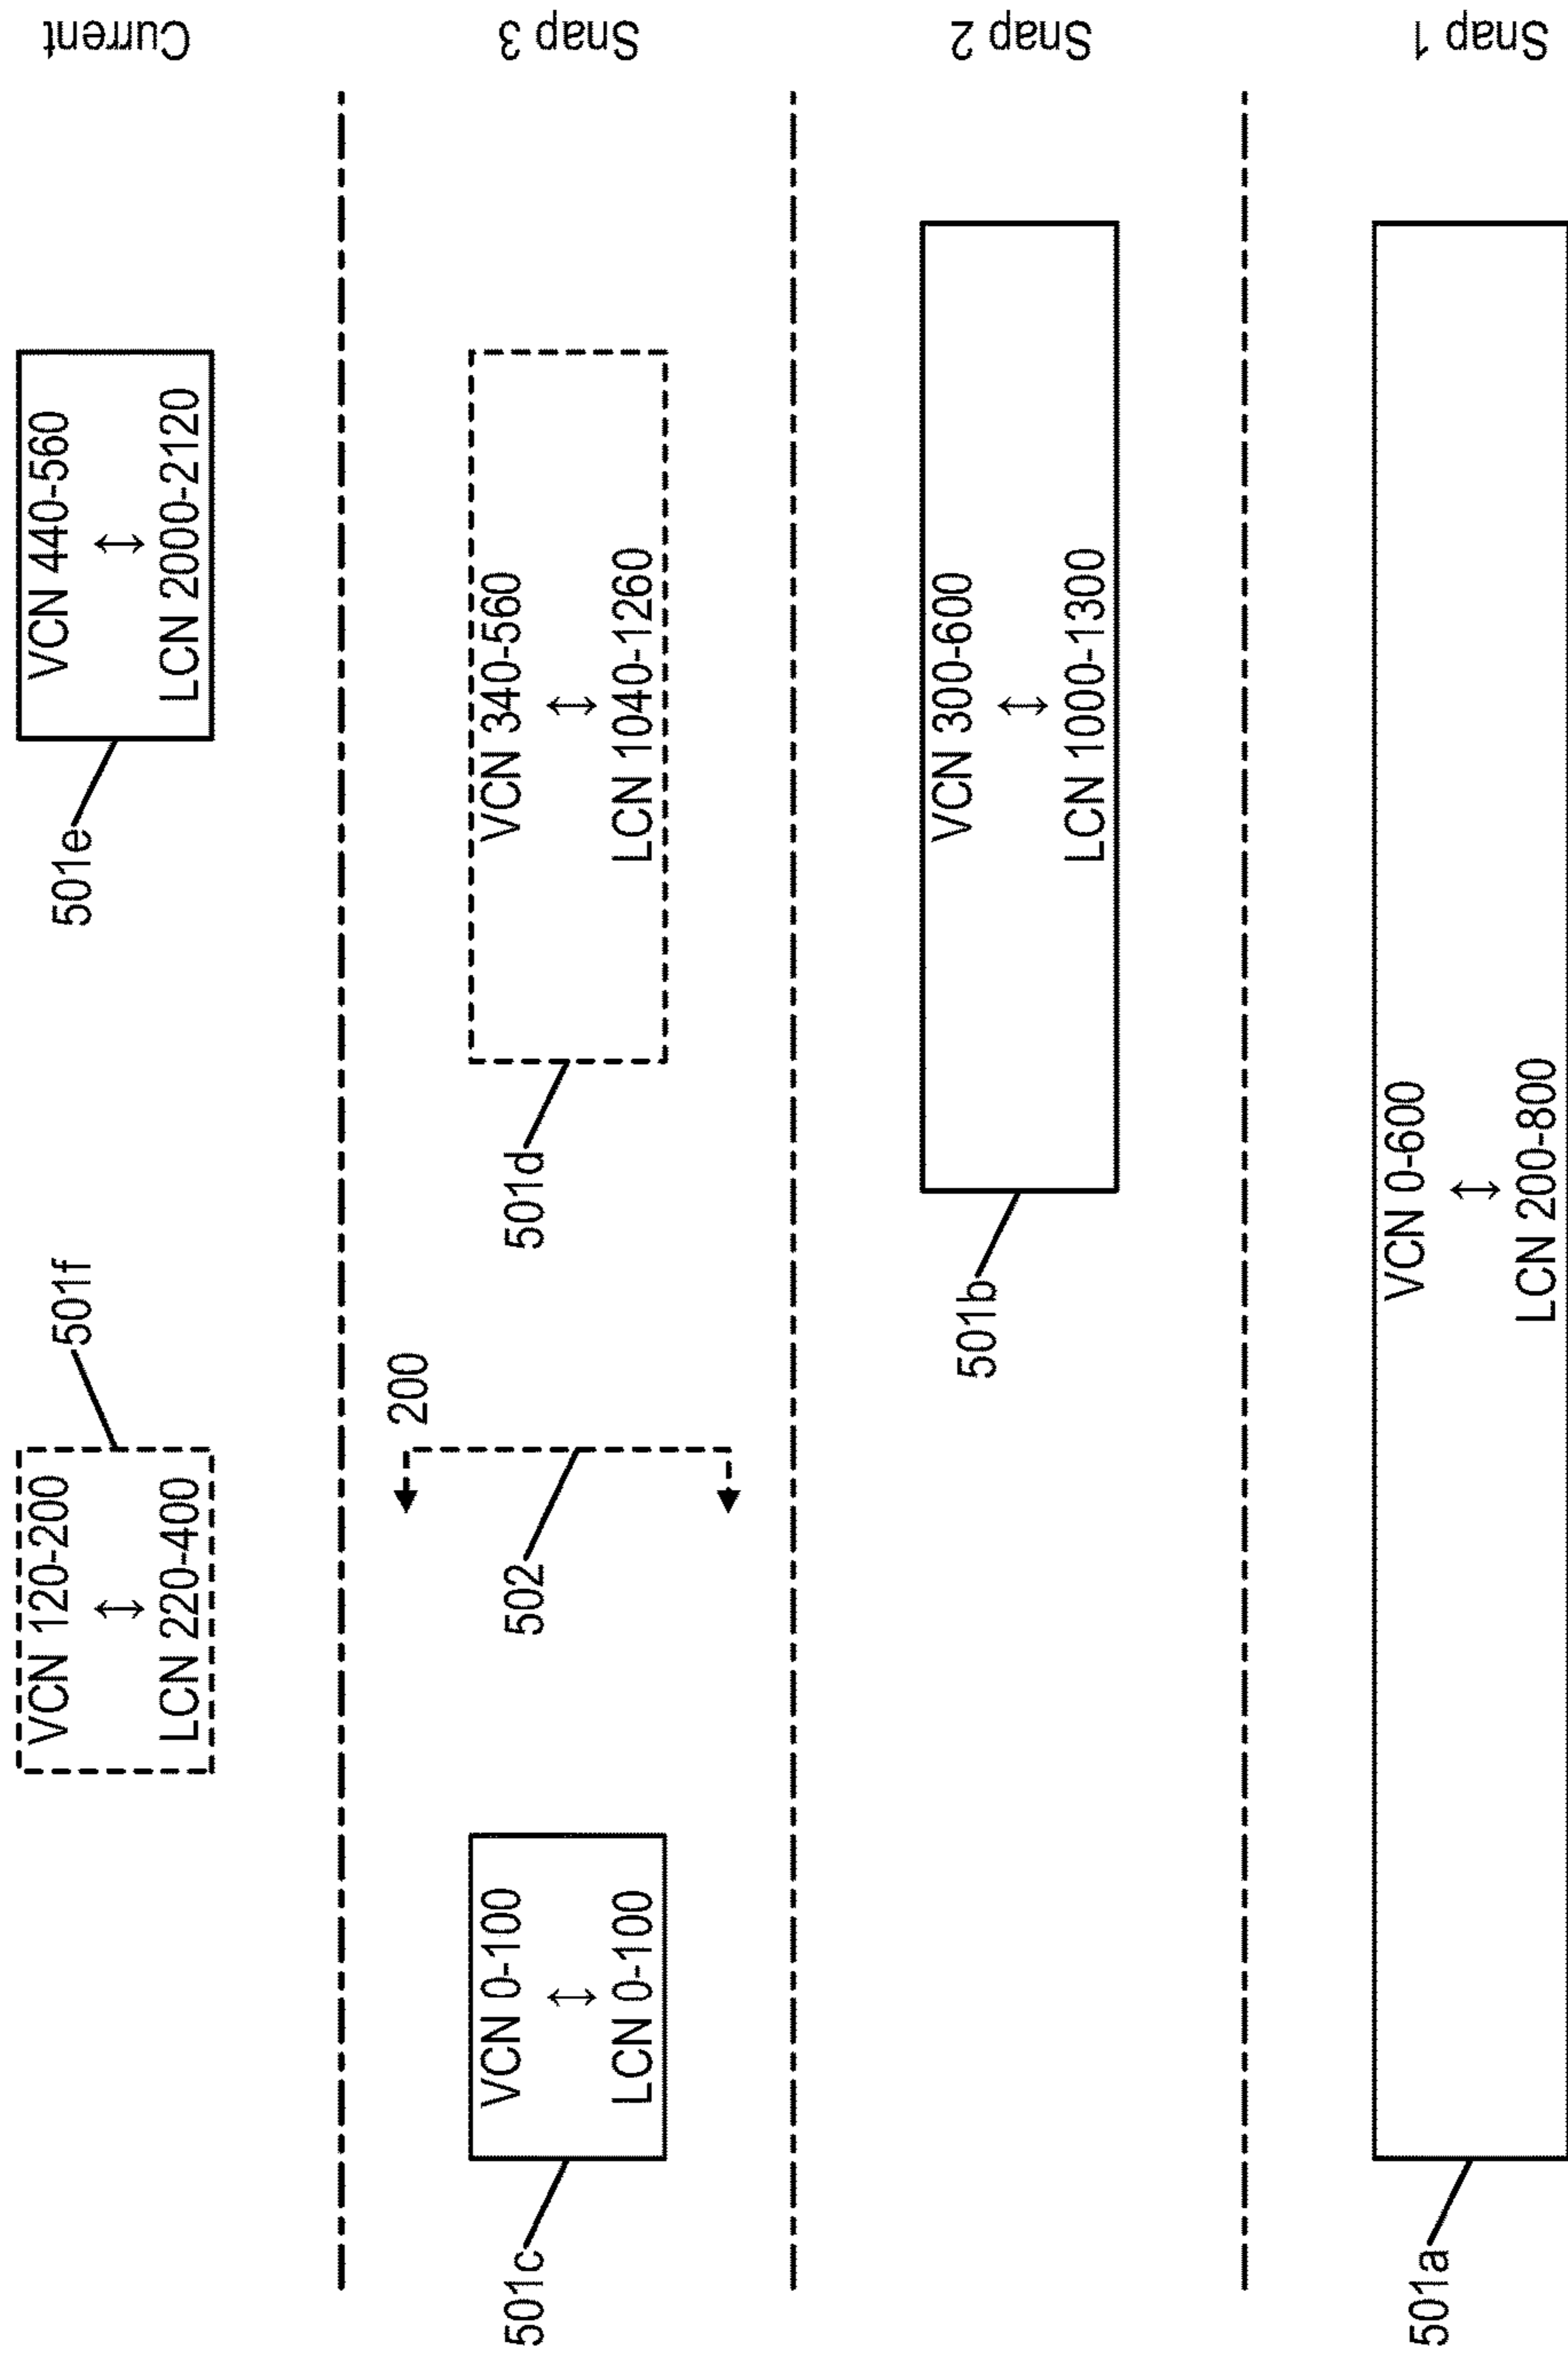 Current
VCN 120-200
↔
LCN 220-400
501f
VCN 440-560
↔
LCN 2000-2120
501e
Snap 3
VCN 0-100
↔
LCN 0-100
501c
200
502
VCN 340-560
↔
LCN 1040-1260
501d
Snap 2
VCN 300-600
↔
LCN 1000-1300
501b
Snap 1
VCN 0-600
↔
LCN 200-800
501a